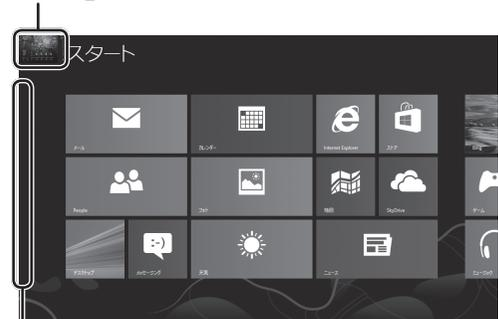 スタート
メール
カレンダー
Internet Explorer
ストア
People
フォト
地図
SkyDrive
ゲーム
デスクトップ
メッセージング
天気
ニュース
ミュージック